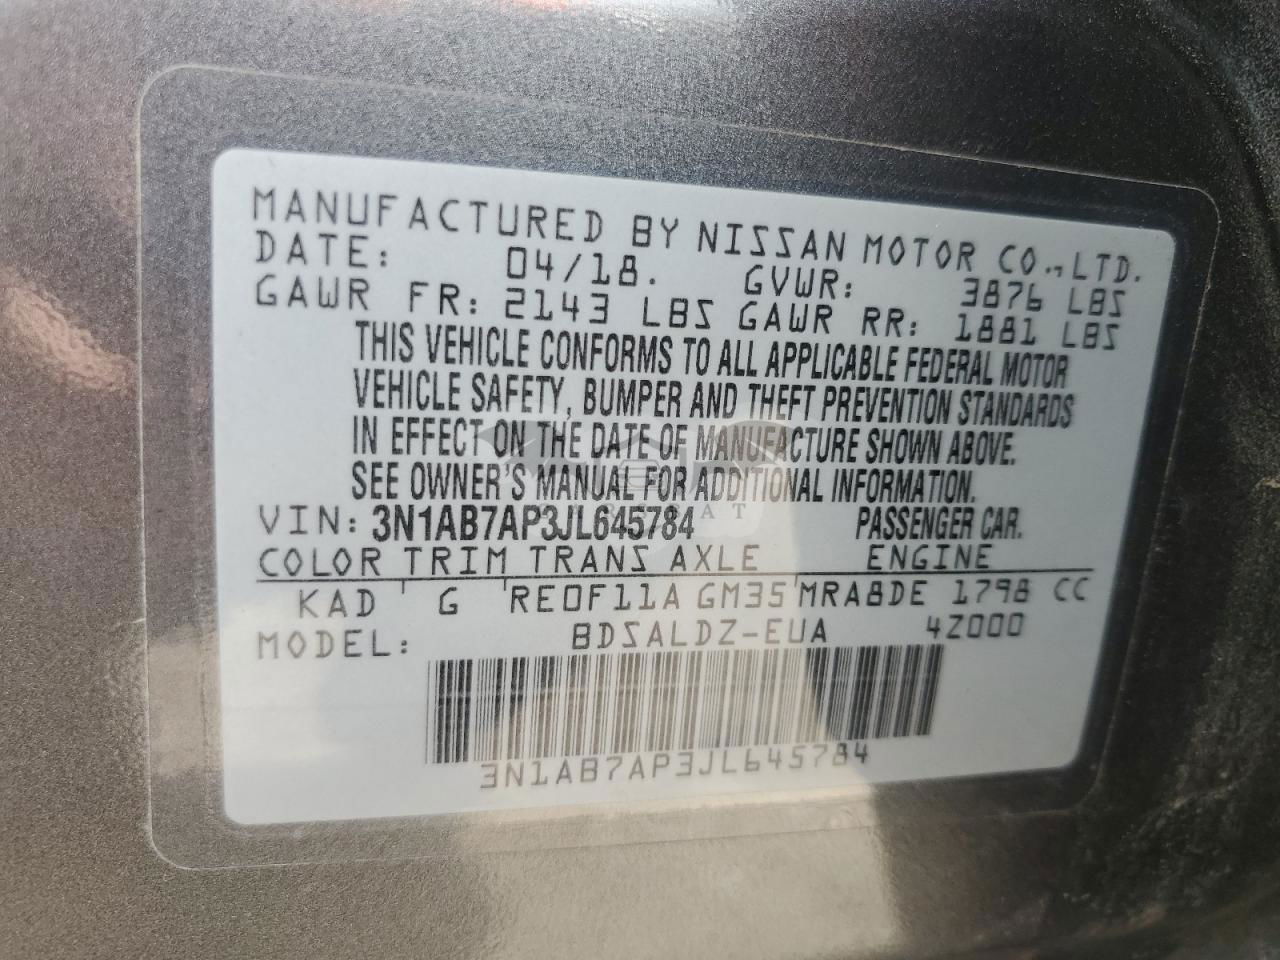 MANUFACTURED BY NISSAN MOTOR CO., LTD.
DATE: 04/18. GVWR: 3876 LBS
GAWR FR: 2143 LBS GAWR RR: 1881 LBS
THIS VEHICLE CONFORMS TO ALL APPLICABLE FEDERAL MOTOR
VEHICLE SAFETY, BUMPER AND THEFT PREVENTION STANDARDS
IN EFFECT ON THE DATE OF MANUFACTURE SHOWN ABOVE.
SEE OWNER'S MANUAL FOR ADDITIONAL INFORMATION.
VIN: 3N1AB7AP3JL645784 PASSENGER CAR.
COLOR TRIM TRANS AXLE ENGINE
KAD G RE0F11A GM35 MRA8DE 1798 CC
MODEL: BDSALDZ-EUA 4Z000
3N1AB7AP3JL645784